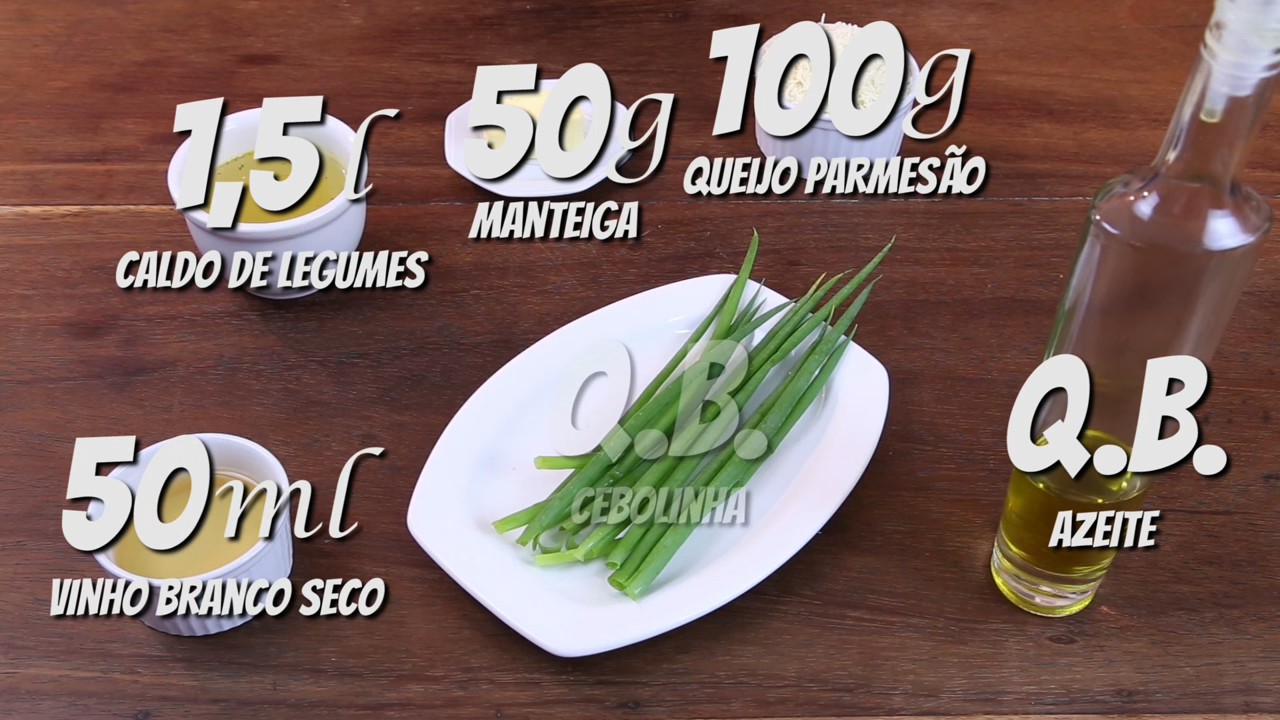 1,5l
CALDO DE LEGUMES
50g
MANTEIGA
100g
QUEIJO PARMESÃO
50ml
VINHO BRANCO SECO
Q.B.
CEBOLINHA
Q.B.
AZEITE